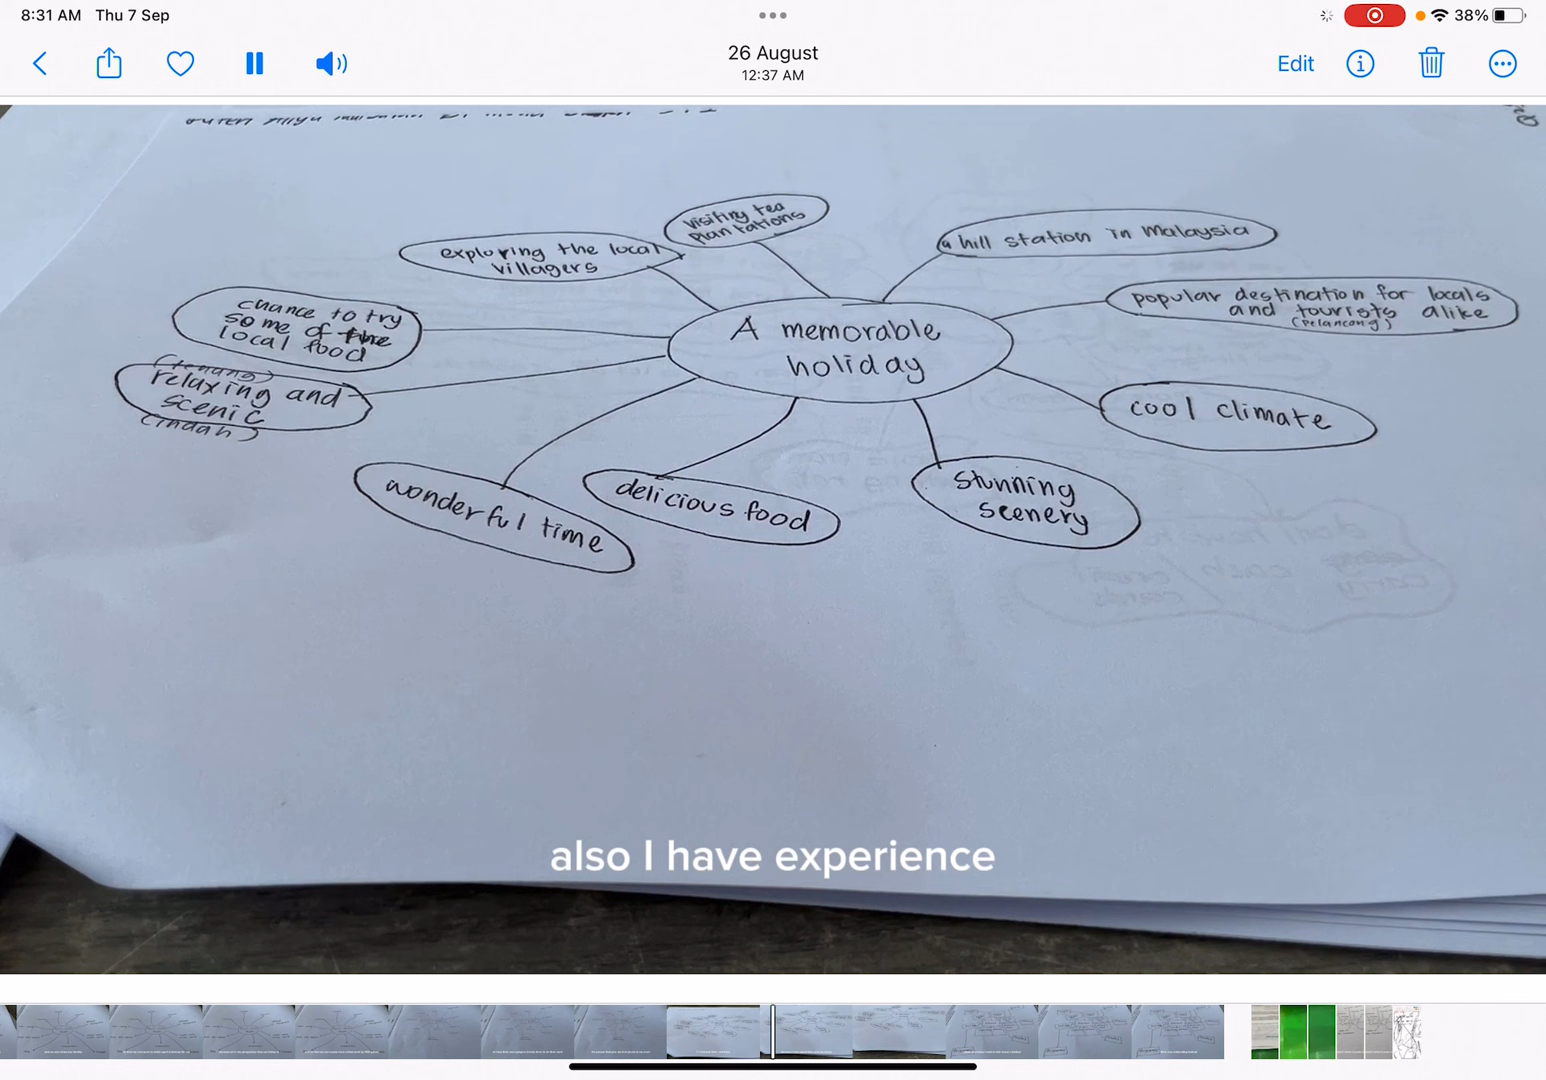 8:31 AM Thu 7 Sep
38%
26 August
12:37 AM
Edit
visiting tea
plantations
exploring the local
villagers
a hill station in Malaysia
chance to try
some of the
local food
popular destination for locals
and tourists alike
(pelancong)
A memorable
holiday
(tenang)
relaxing and
scenic
(indah)
cool climate
wonderful time
delicious food
stunning
scenery
also I have experience